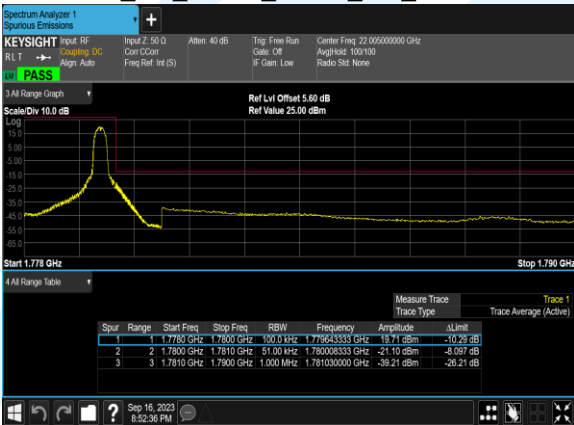 Spectrum Analyzer 1
Spurious Emissions
KEYSIGHT Input: RF
RLT Coupling: DC
Align: Auto
Input Z: 50 Ω
Corr CCorr
Freq Ref: Int (S)
Atten: 40 dB
Trig: Free Run
Gate: Off
IF Gain: Low
Center Freq: 22.005000000 GHz
Avg|Hold: 100/100
Radio Std: None
PASS
3 All Range Graph
Ref Lvl Offset 5.60 dB
Scale/Div 10.0 dB Ref Value 25.00 dBm
Log
15.0
5.00
-5.00
-15.0
-25.0
-35.0
-45.0
-55.0
-65.0
Start 1.778 GHz Stop 1.790 GHz
4 All Range Table
Measure Trace Trace 1
Trace Type Trace Average (Active)
Spur Range Start Freq Stop Freq RBW Frequency Amplitude ΔLimit
1 1 1.7780 GHz 1.7800 GHz 100.0 kHz 1.779643333 GHz 19.71 dBm -10.29 dB
2 2 1.7800 GHz 1.7810 GHz 51.00 kHz 1.780008333 GHz -21.10 dBm -8.097 dB
3 3 1.7810 GHz 1.7900 GHz 1.000 MHz 1.781030000 GHz -39.21 dBm -26.21 dB
Sep 16, 2023
8:52:36 PM